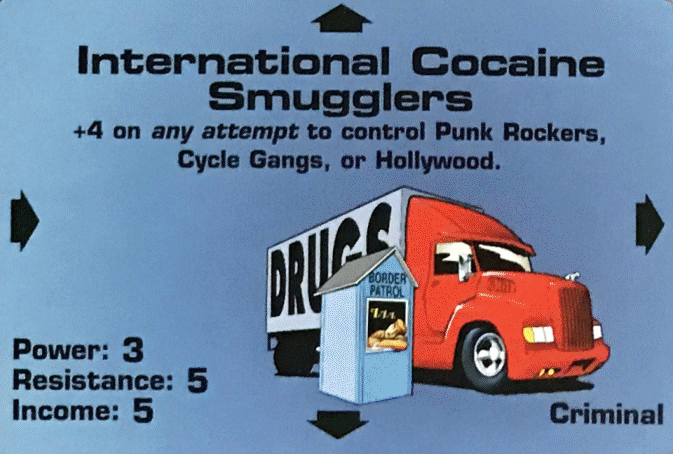 International Cocaine
Smugglers
+4 on any attempt to control Punk Rockers,
Cycle Gangs, or Hollywood.
DRUGS
BORDER
PATROL
zzz
Power: 3
Resistance: 5
Income: 5
Criminal